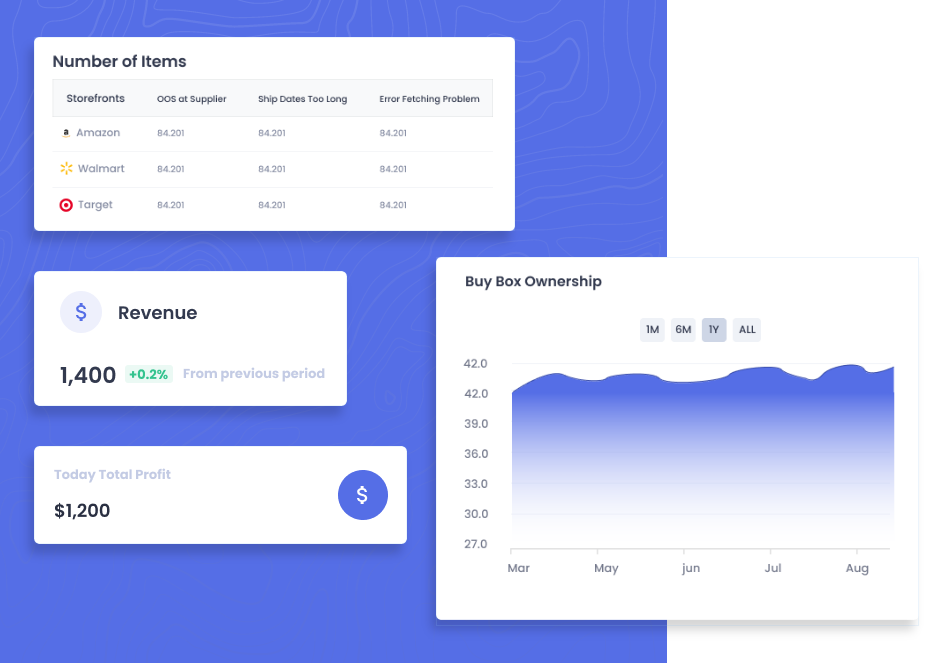 Number of Items
Storefronts OOS at Supplier Ship Dates Too Long Error Fetching Problem
a Amazon 84.201 84.201 84.201
Walmart 84.201 84.201 84.201
Target 84.201 84.201 84.201
$ Revenue
1,400 +0.2% From previous period
Today Total Profit
$1,200
$
Buy Box Ownership
1M 6M 1Y ALL
42.0
42.0
39.0
36.0
33.0
30.0
27.0
Mar May jun Jul Aug